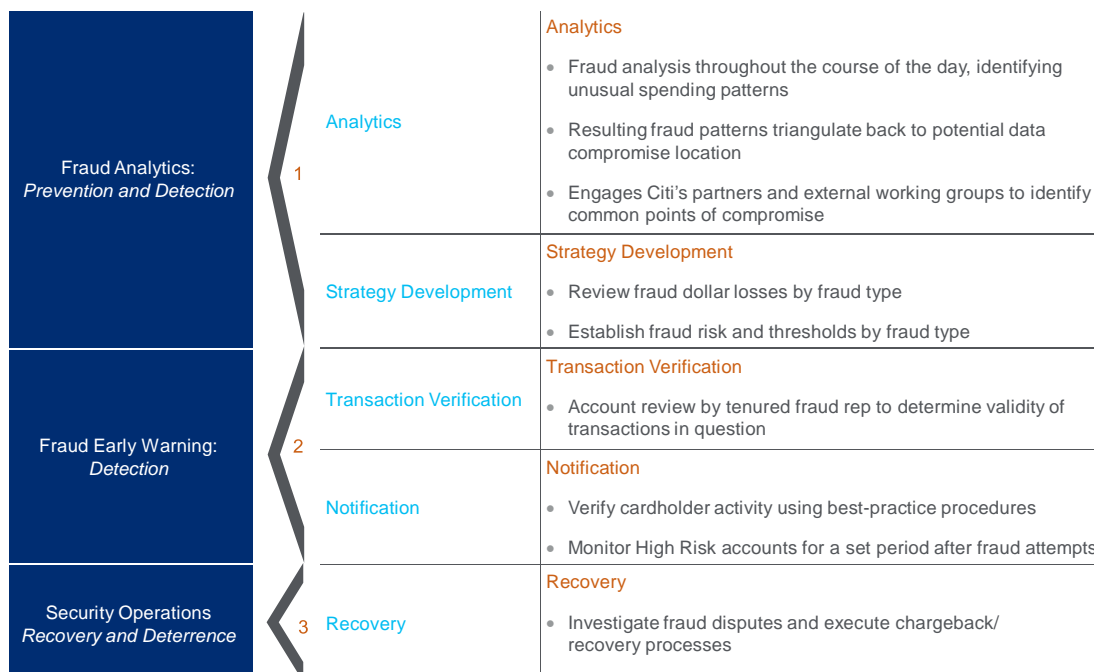 Fraud Analytics:
Prevention and Detection
1
Analytics
Analytics
• Fraud analysis throughout the course of the day, identifying
unusual spending patterns
• Resulting fraud patterns triangulate back to potential data
compromise location
• Engages Citi's partners and external working groups to identify
common points of compromise
Strategy Development
Strategy Development
• Review fraud dollar losses by fraud type
• Establish fraud risk and thresholds by fraud type
Fraud Early Warning:
Detection
2
Transaction Verification
Transaction Verification
• Account review by tenured fraud rep to determine validity of
transactions in question
Notification
Notification
• Verify cardholder activity using best-practice procedures
• Monitor High Risk accounts for a set period after fraud attempts
Security Operations
Recovery and Deterrence
3
Recovery
Recovery
• Investigate fraud disputes and execute chargeback/
recovery processes